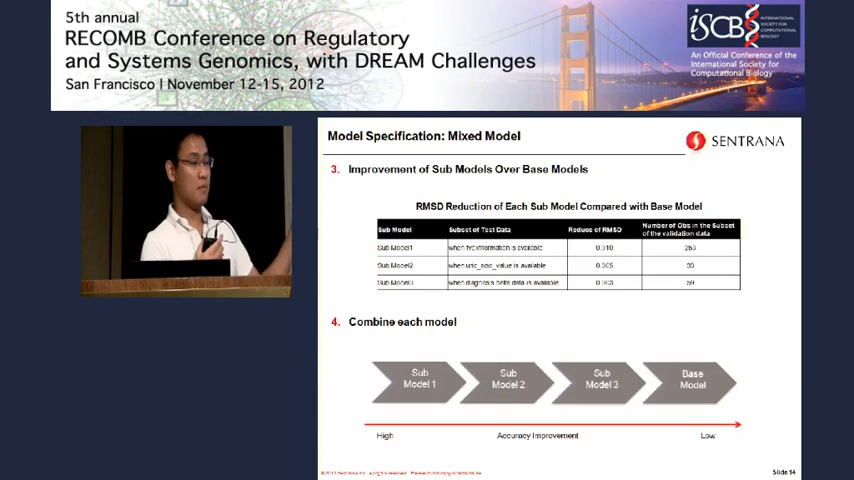 5th annual
RECOMB Conference on Regulatory
and Systems Genomics, with DREAM Challenges
San Francisco | November 12-15, 2012
iSCB INTERNATIONAL SOCIETY FOR COMPUTATIONAL BIOLOGY
An Official Conference of the
International Society for
Computational Biology
Model Specification: Mixed Model
SENTRANA
3. Improvement of Sub Models Over Base Models
RMSD Reduction of Each Sub Model Compared with Base Model
Sub Model Subset of Test Data Reduce of RMSD Number of Obs in the Subset of the validation data
Sub Model1 when fvc information is available 0.010 253
Sub Model2 when uric_acid_value is available 0.005 33
Sub Model3 when diagnosis delta data is available 0.003 59
4. Combine each model
Sub Model 1
Sub Model 2
Sub Model 3
Base Model
High Accuracy Improvement Low
Slide 14